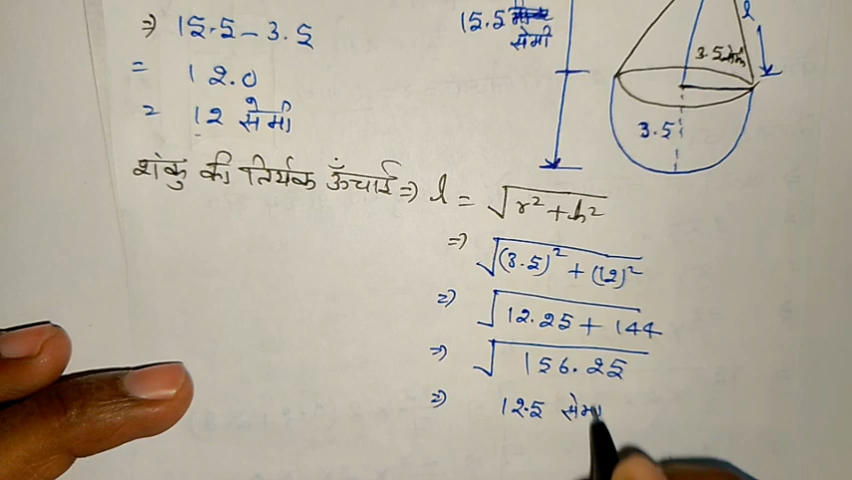 ⇒ 15.5 - 3.5
= 12.0
= 12 सेमी
15.5
सेमी
l
3.5 सेमी
3.5
शंकु की तिर्यक ऊँचाई ⇒ l = √r²+h²
⇒ √(3.5)²+(12)²
⇒ √12.25+144
⇒ √156.25
⇒ 12.5 सेमी